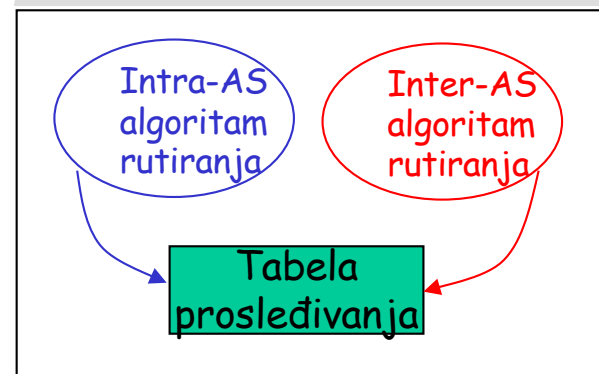 Intra-AS
algoritam
rutiranja
Inter-AS
algoritam
rutiranja
Tabela
prosleđivanja